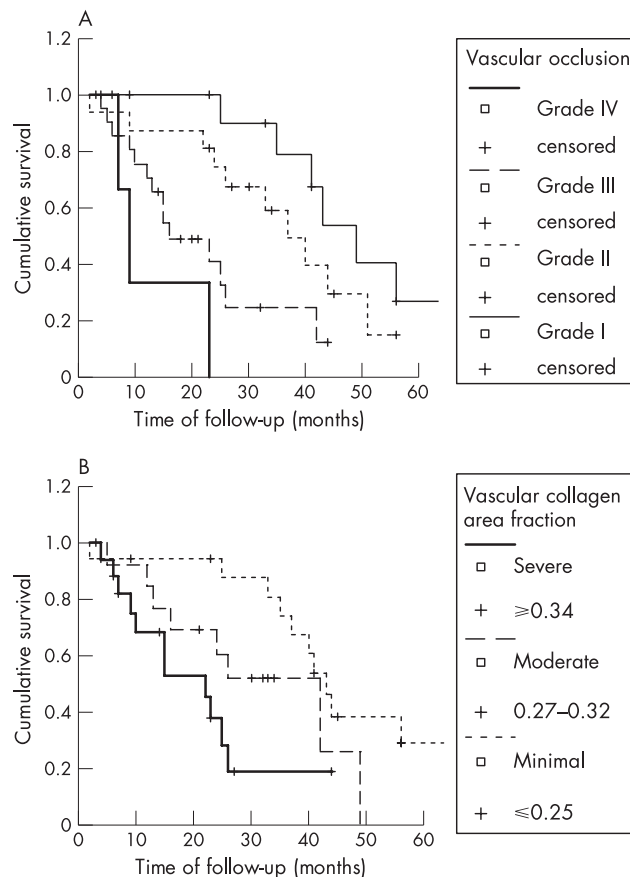 A
1.2
1.0
0.8
0.6
0.4
0.2
0
Cumulative survival
0 10 20 30 40 50 60
Time of follow-up (months)
Vascular occlusion
Grade IV
+ censored
Grade III
+ censored
Grade II
+ censored
Grade I
+ censored
B
1.2
1.0
0.8
0.6
0.4
0.2
0
Cumulative survival
0 10 20 30 40 50 60
Time of follow-up (months)
Vascular collagen
area fraction
Severe
+ ≥0.34
Moderate
+ 0.27–0.32
Minimal
+ ≤0.25